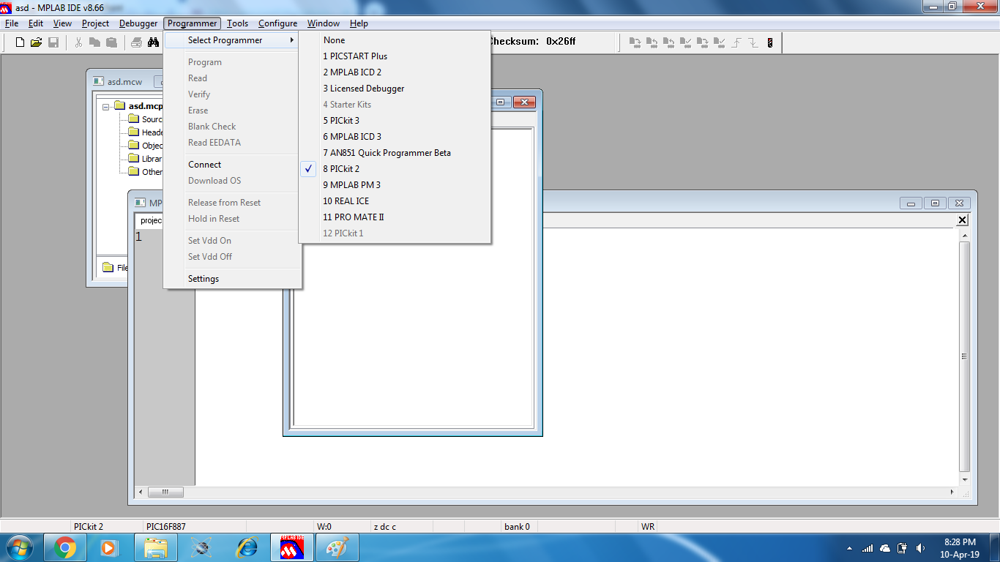 asd - MPLAB IDE v8.66
File Edit View Project Debugger Programmer Tools Configure Window Help
Checksum: 0x26ff
Select Programmer
Program
Read
Verify
Erase
Blank Check
Read EEDATA
Connect
Download OS
Release from Reset
Hold in Reset
Set Vdd On
Set Vdd Off
Settings
None
1 PICSTART Plus
2 MPLAB ICD 2
3 Licensed Debugger
4 Starter Kits
5 PICkit 3
6 MPLAB ICD 3
7 AN851 Quick Programmer Beta
8 PICkit 2
9 MPLAB PM 3
10 REAL ICE
11 PRO MATE II
12 PICkit 1
asd.mcw
asd.mcp
Sourc
Heade
Objec
Librar
Other
File
MP
projec
1
PICkit 2 PIC16F887 W:0 z dc c bank 0 WR
MPLAB IDE
8:28 PM
10-Apr-19